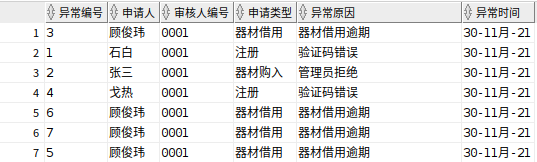 异常编号 申请人 审核人编号 申请类型 异常原因 异常时间
1 3 顾俊玮 0001 器材借用 器材借用逾期 30-11月-21
2 1 石白 0001 注册 验证码错误 30-11月-21
3 2 张三 0001 器材购入 管理员拒绝 30-11月-21
4 4 戈热 0001 注册 验证码错误 30-11月-21
5 6 顾俊玮 0001 器材借用 器材借用逾期 30-11月-21
6 7 顾俊玮 0001 器材借用 器材借用逾期 30-11月-21
7 5 顾俊玮 0001 器材借用 器材借用逾期 30-11月-21